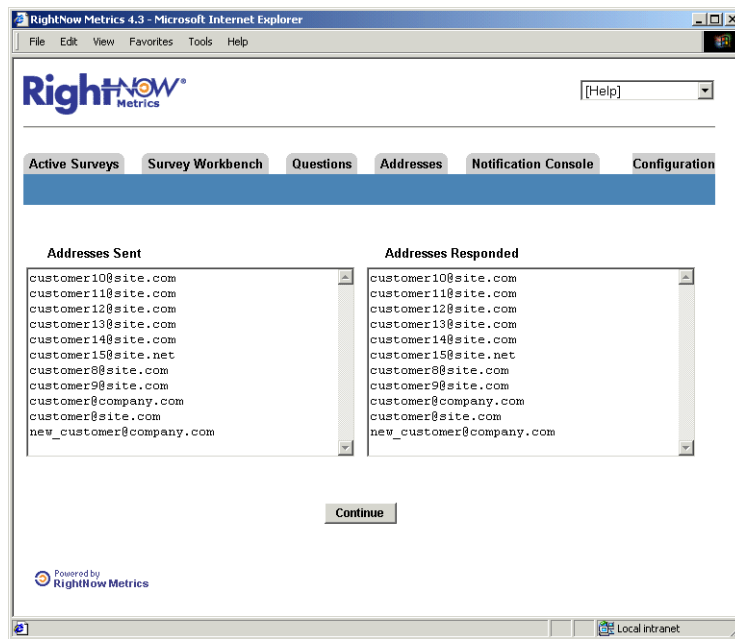 RightNow Metrics 4.3 - Microsoft Internet Explorer
File Edit View Favorites Tools Help
RightNow®
Metrics
[Help]
Active Surveys Survey Workbench Questions Addresses Notification Console Configuration
Addresses Sent Addresses Responded
customer10@site.com customer10@site.com
customer11@site.com customer11@site.com
customer12@site.com customer12@site.com
customer13@site.com customer13@site.com
customer14@site.com customer14@site.com
customer15@site.net customer15@site.net
customer8@site.com customer8@site.com
customer9@site.com customer9@site.com
customer@company.com customer@company.com
customer@site.com customer@site.com
new_customer@company.com new_customer@company.com
Continue
Powered by
RightNow Metrics
Local intranet